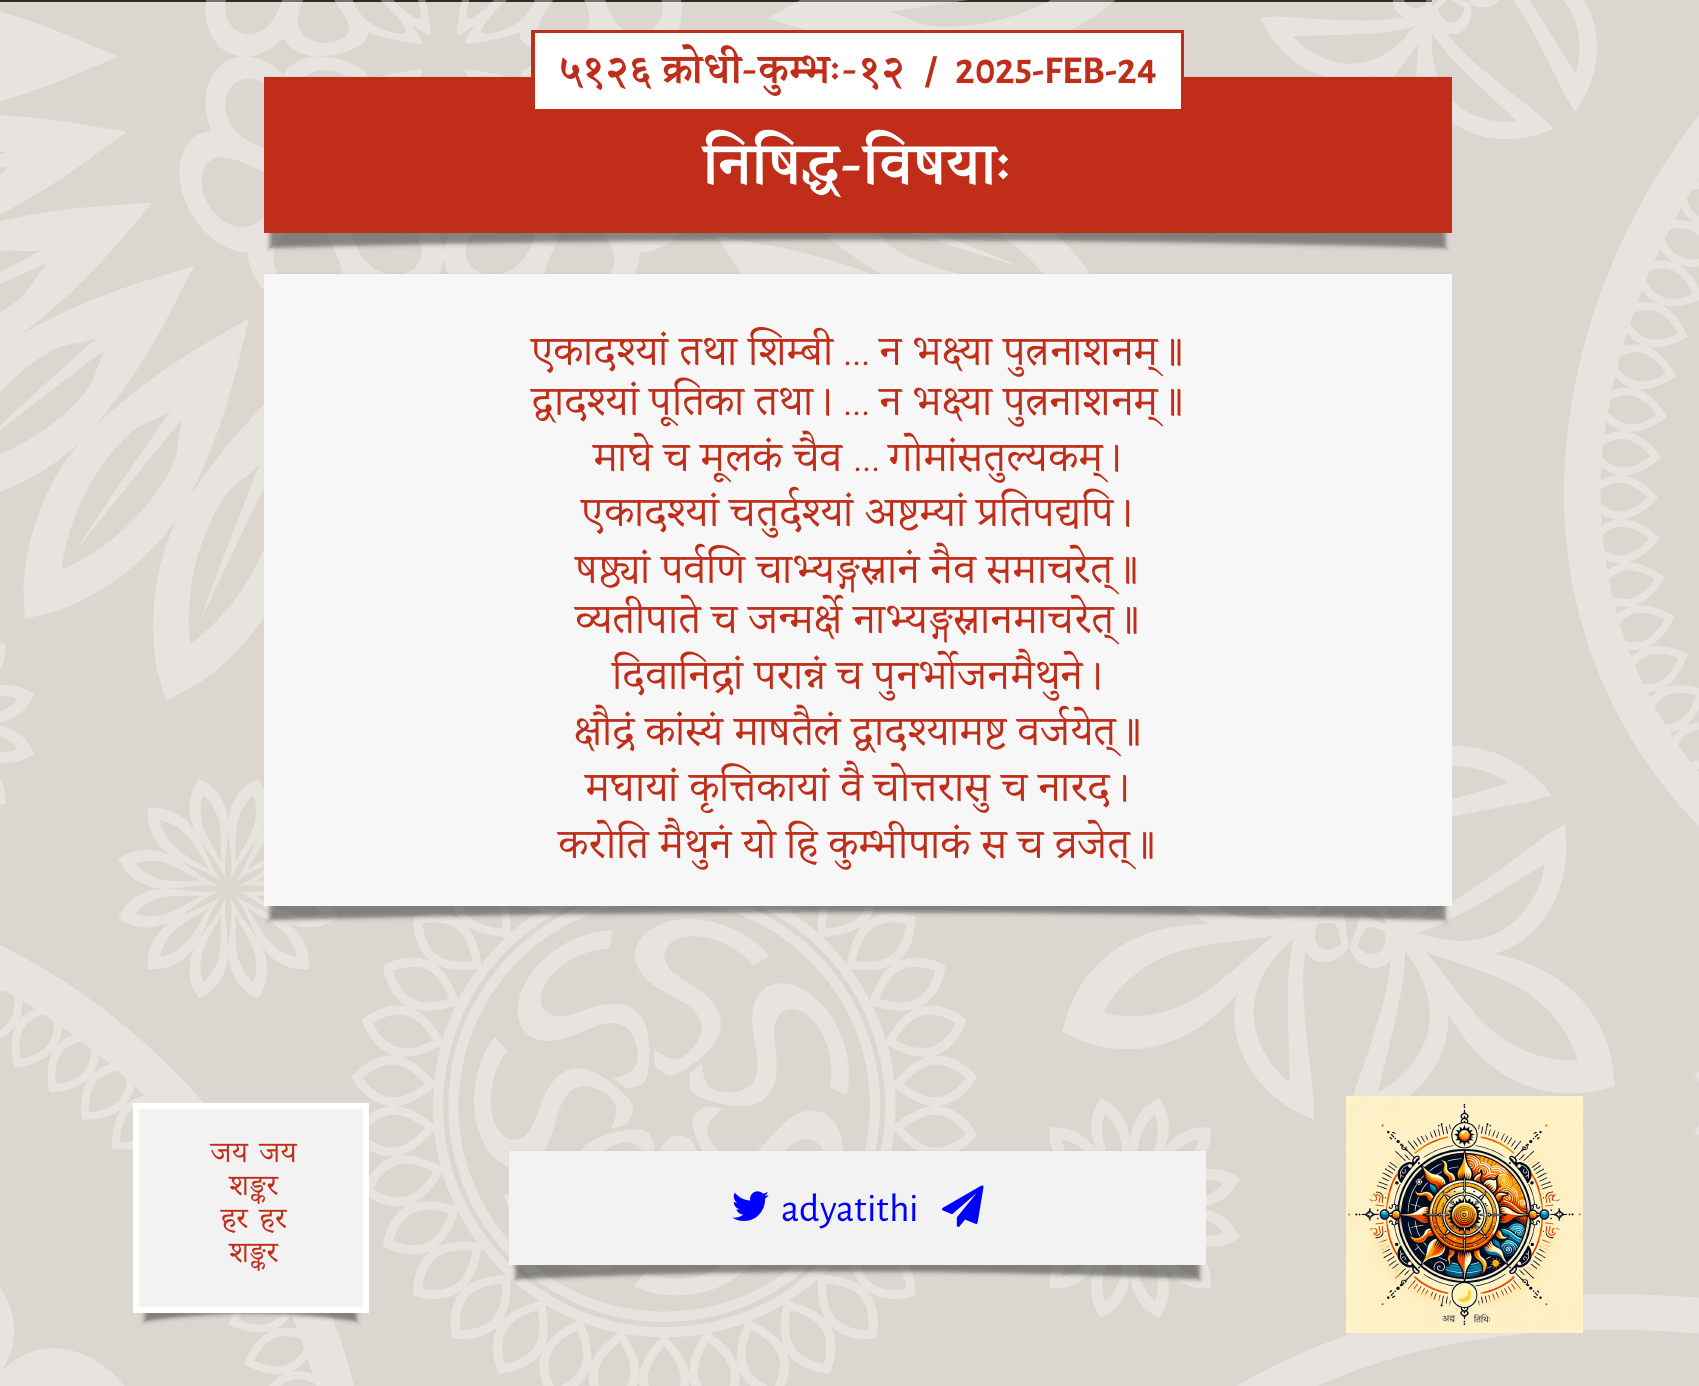 ५१२६ क्रोधी-कुम्भः-१२ / 2025-FEB-24
निषिद्ध-विषयाः
एकादश्यां तथा शिम्बी … न भक्ष्या पुत्रनाशनम्॥
द्वादश्यां पूतिका तथा। … न भक्ष्या पुत्रनाशनम्॥
माघे च मूलकं चैव … गोमांसतुल्यकम्।
एकादश्यां चतुर्दश्यां अष्टम्यां प्रतिपद्यपि।
षष्ठ्यां पर्वणि चाभ्यङ्गस्नानं नैव समाचरेत्॥
व्यतीपाते च जन्मर्क्षे नाभ्यङ्गस्नानमाचरेत्॥
दिवानिद्रां परान्नं च पुनर्भोजनमैथुने।
क्षौद्रं कांस्यं माषतैलं द्वादश्यामष्ट वर्जयेत्॥
मघायां कृत्तिकायां वै चोत्तरासु च नारद।
करोति मैथुनं यो हि कुम्भीपाकं स च व्रजेत्॥
जय जय
शङ्कर
हर हर
शङ्कर
adyatithi
अद्य तिथिः